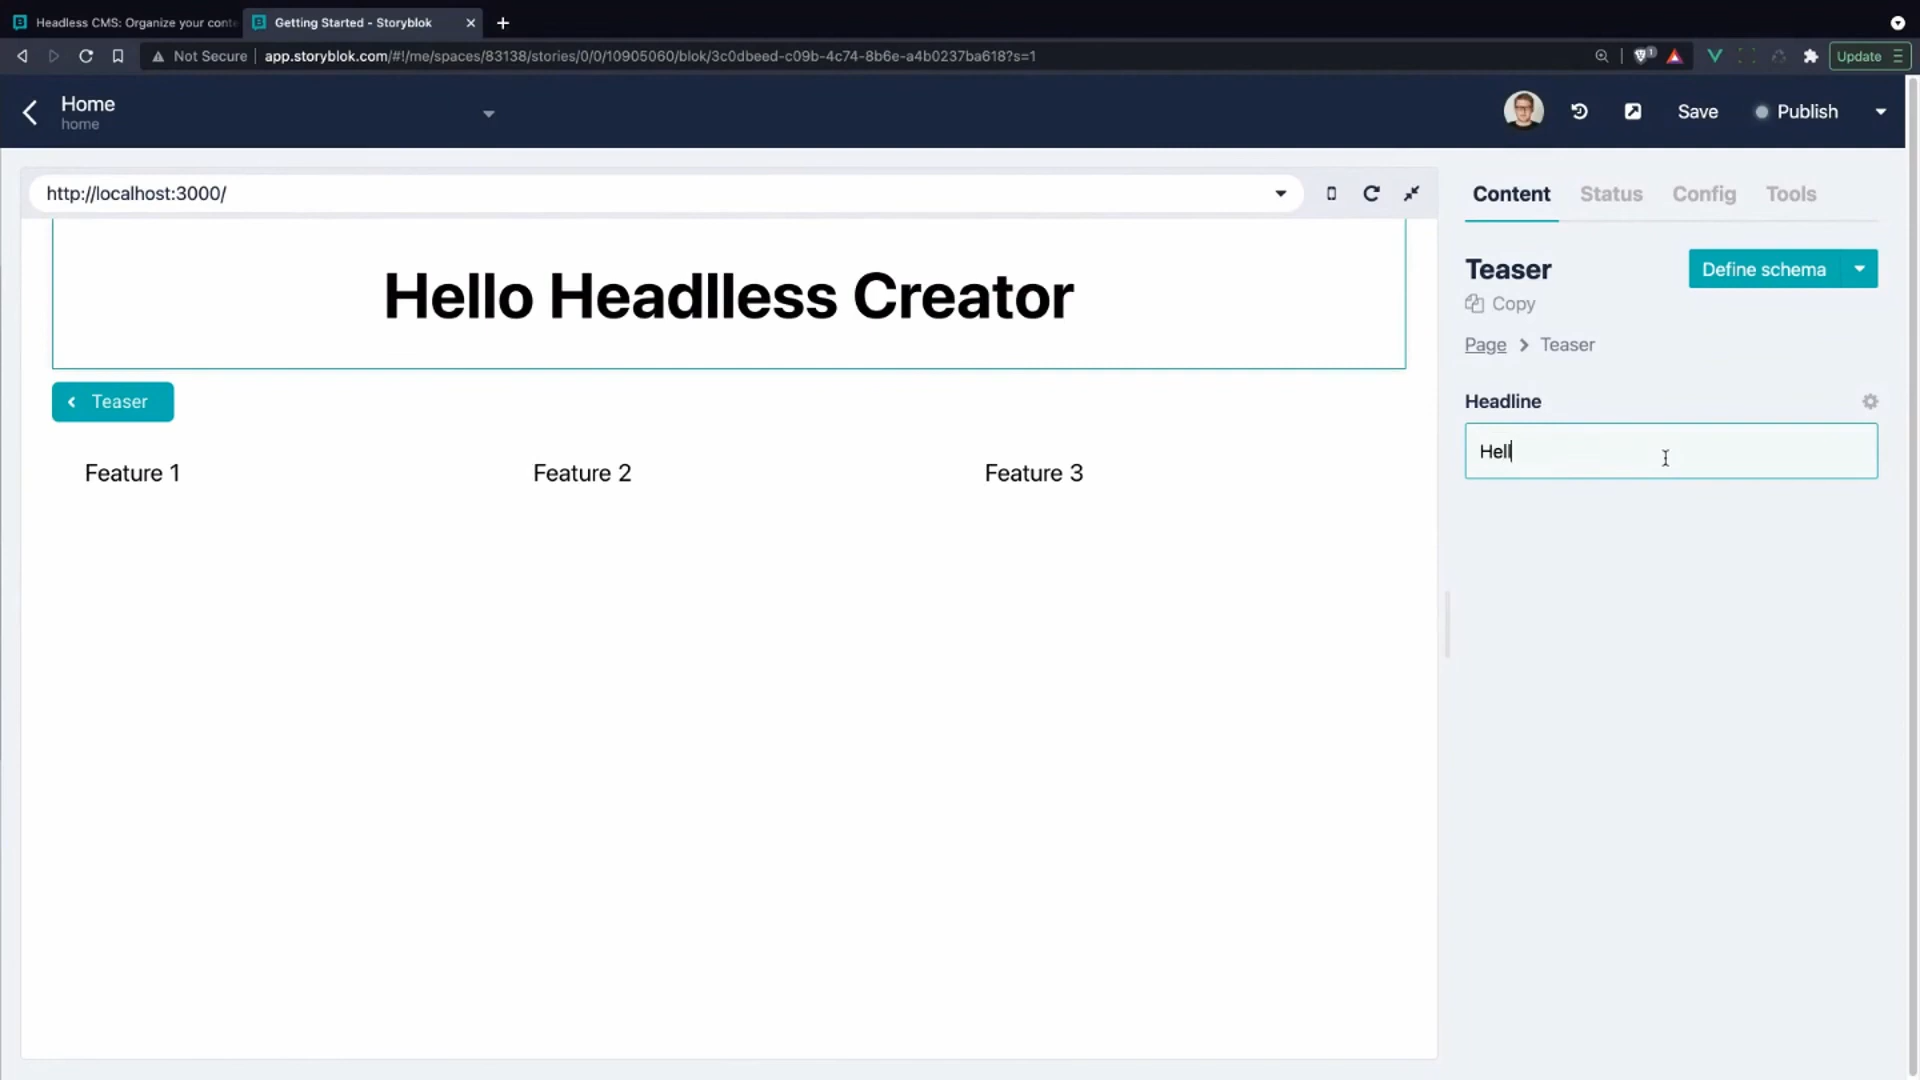 Headless CMS: Organize your conte
Getting Started - Storyblok
Not Secure
app.storyblok.com/#!/me/spaces/83138/stories/0/0/10905060/blok/3c0dbeed-c09b-4c74-8b6e-a4b0237ba618?s=1
1
Update
Home
home
Save
Publish
http://localhost:3000/
Content
Status
Config
Tools
Hello Headlless Creator
Teaser
Define schema
Copy
Page > Teaser
Teaser
Headline
Hell
Feature 1
Feature 2
Feature 3